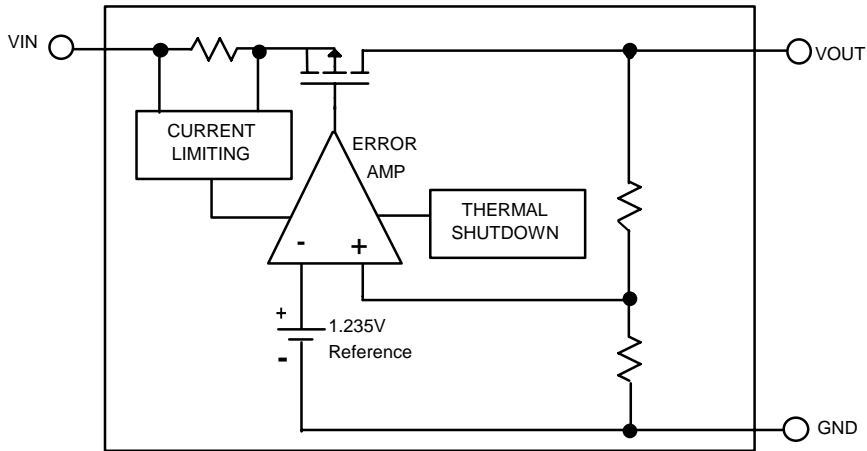 VIN
VOUT
CURRENT
LIMITING
ERROR
AMP
THERMAL
SHUTDOWN
- +
+
1.235V
-
Reference
GND